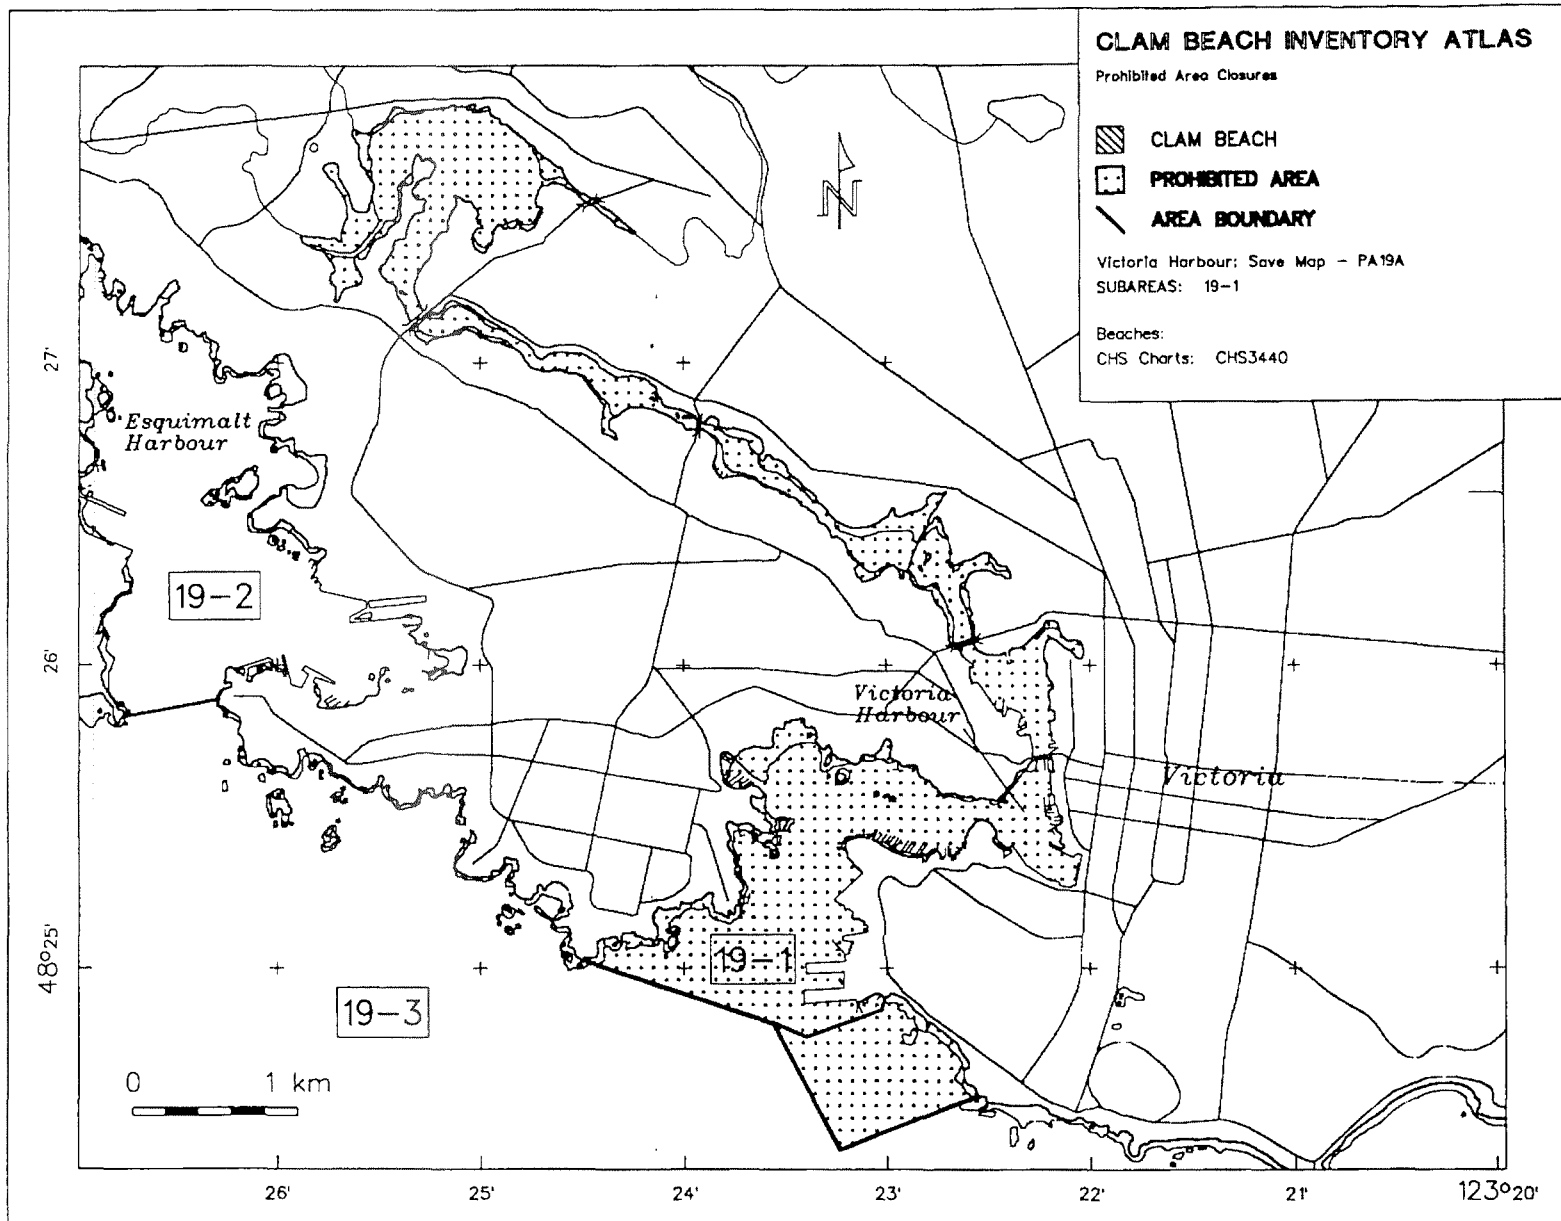 CLAM BEACH INVENTORY ATLAS
Prohibited Area Closures
CLAM BEACH
PROHIBITED AREA
AREA BOUNDARY
Victoria Harbour; Save Map - PA19A
SUBAREAS: 19-1
Beaches:
CHS Charts: CHS3440
N
27'
Esquimalt
Harbour
19-2
26'
Victoria
Harbour
Victoria
48°25'
19-1
19-3
0 1 km
26' 25' 24' 23' 22' 21' 123°20'